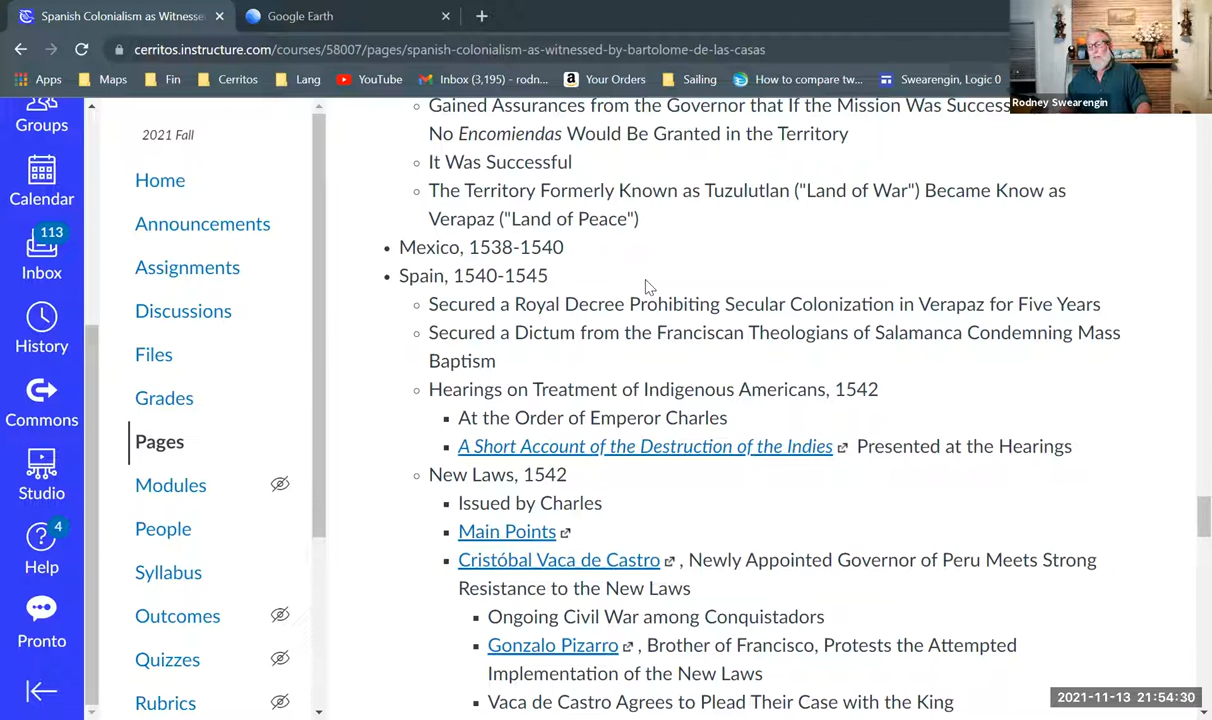 Spanish Colonialism as Witnesse
Google Earth
cerritos.instructure.com/courses/58007/pages/spanish-colonialism-as-witnessed-by-bartolome-de-las-casas
Apps
Maps
Fin
Cerritos
Lang
YouTube
Inbox (3,195) - rodn...
Your Orders
Sailing
How to compare tw...
Swearengin, Logic 0
Rodney Swearengin
Groups
Calendar
113
Inbox
History
Commons
Studio
4
Help
Pronto
2021 Fall
Home
Announcements
Assignments
Discussions
Files
Grades
Pages
Modules
People
Syllabus
Outcomes
Quizzes
Rubrics
Gained Assurances from the Governor that If the Mission Was Success
No Encomiendas Would Be Granted in the Territory
It Was Successful
The Territory Formerly Known as Tuzulutlan ("Land of War") Became Know as
Verapaz ("Land of Peace")
Mexico, 1538-1540
Spain, 1540-1545
Secured a Royal Decree Prohibiting Secular Colonization in Verapaz for Five Years
Secured a Dictum from the Franciscan Theologians of Salamanca Condemning Mass
Baptism
Hearings on Treatment of Indigenous Americans, 1542
At the Order of Emperor Charles
A Short Account of the Destruction of the Indies Presented at the Hearings
New Laws, 1542
Issued by Charles
Main Points
Cristóbal Vaca de Castro , Newly Appointed Governor of Peru Meets Strong
Resistance to the New Laws
Ongoing Civil War among Conquistadors
Gonzalo Pizarro , Brother of Francisco, Protests the Attempted
Implementation of the New Laws
Vaca de Castro Agrees to Plead Their Case with the King
2021-11-13 21:54:30